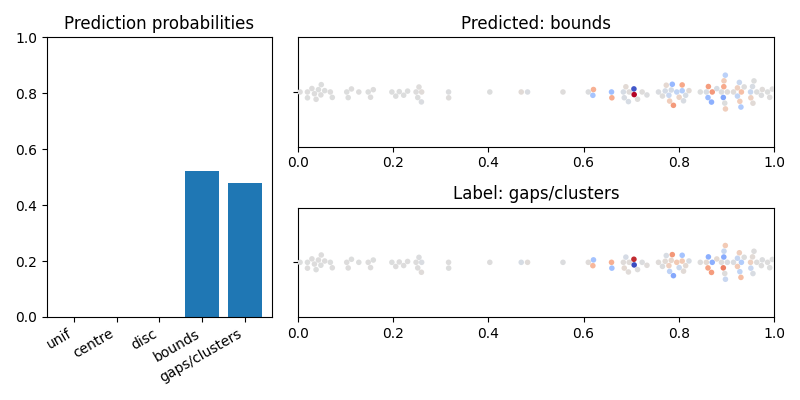 Prediction probabilities
1.0
0.8
0.6
0.4
0.2
0.0
unif
centre
disc
bounds
gaps/clusters
Predicted: bounds
0.0 0.2 0.4 0.6 0.8 1.0
Label: gaps/clusters
0.0 0.2 0.4 0.6 0.8 1.0